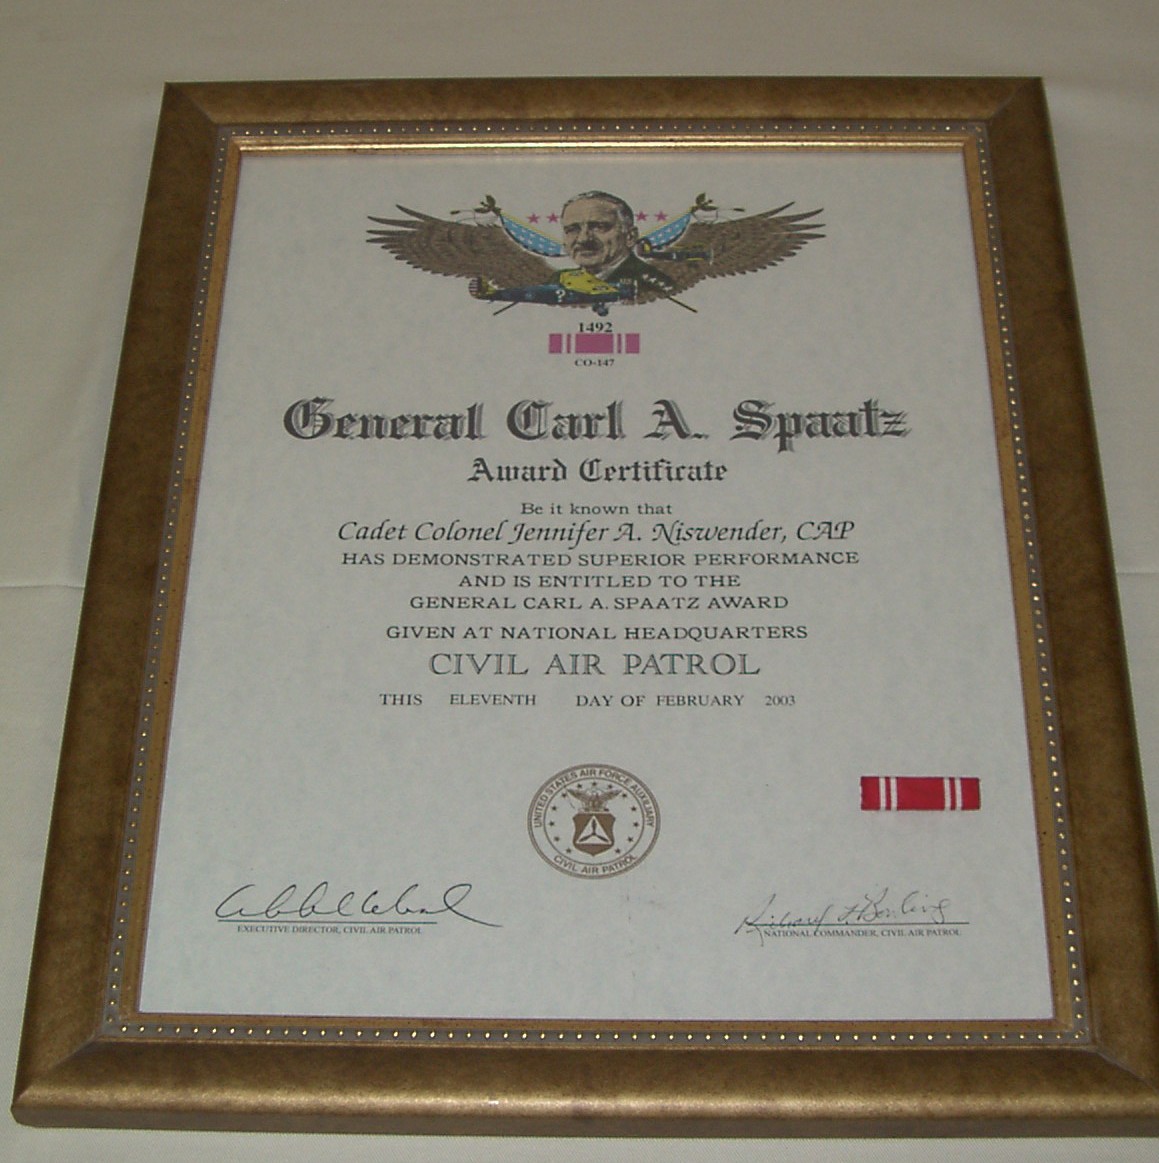 1492
CO-147
General Carl A. Spaatz
Award Certificate
Be it known that
Cadet Colonel Jennifer A. Niswender, CAP
HAS DEMONSTRATED SUPERIOR PERFORMANCE
AND IS ENTITLED TO THE
GENERAL CARL A. SPAATZ AWARD
GIVEN AT NATIONAL HEADQUARTERS
CIVIL AIR PATROL
THIS ELEVENTH DAY OF FEBRUARY 2003
UNITED STATES AIR FORCE AUXILIARY
CIVIL AIR PATROL
EXECUTIVE DIRECTOR, CIVIL AIR PATROL
Richard L Bowling
NATIONAL COMMANDER, CIVIL AIR PATROL